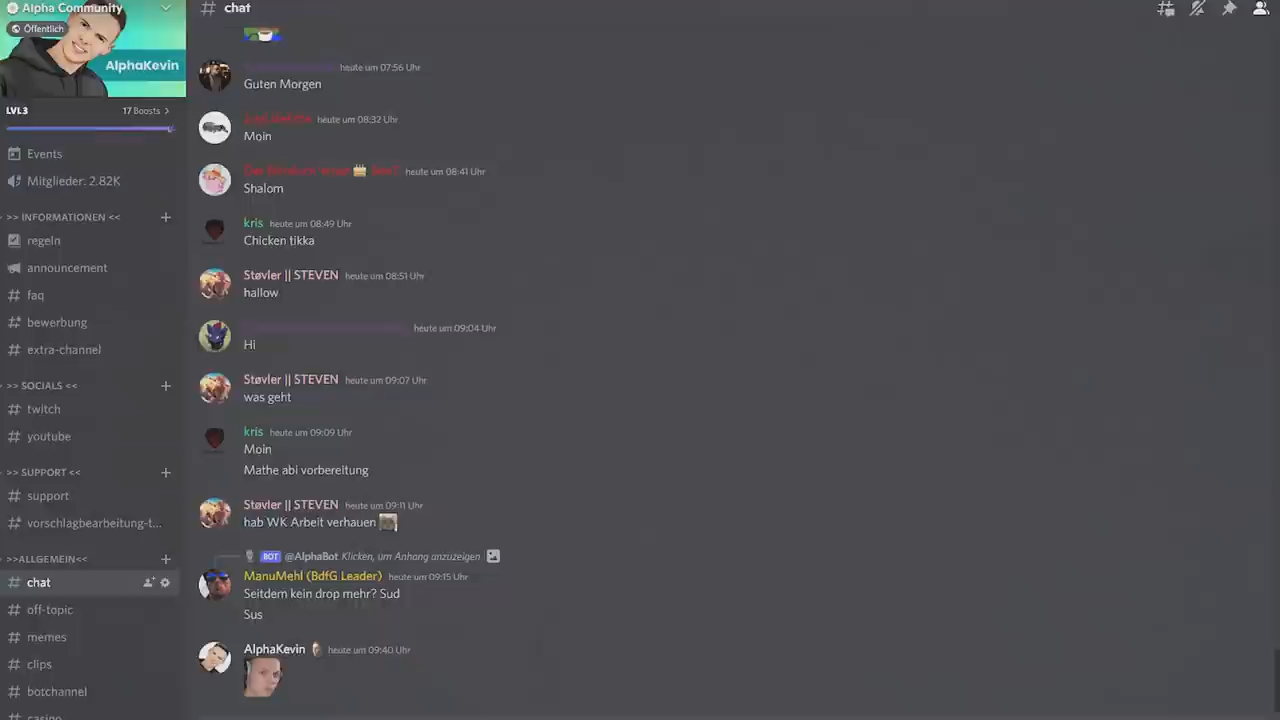 Alpha Community
Öffentlich
AlphaKevin
LVL3
17 Boosts
Events
Mitglieder: 2.82K
>> INFORMATIONEN <<
regeln
announcement
faq
bewerbung
extra-channel
>> SOCIALS <<
twitch
youtube
>> SUPPORT <<
support
vorschlagbearbeitung-t...
>>ALLGEMEIN<<
chat
off-topic
memes
clips
botchannel
casino
chat
heute um 07:56 Uhr
Guten Morgen
heute um 08:32 Uhr
Moin
heute um 08:41 Uhr
Shalom
kris heute um 08:49 Uhr
Chicken tikka
Støvler || STEVEN heute um 08:51 Uhr
hallow
heute um 09:04 Uhr
Hi
Støvler || STEVEN heute um 09:07 Uhr
was geht
kris heute um 09:09 Uhr
Moin
Mathe abi vorbereitung
Støvler || STEVEN heute um 09:11 Uhr
hab WK Arbeit verhauen
BOT @AlphaBot Klicken, um Anhang anzuzeigen
ManuMehl (BdfG Leader) heute um 09:15 Uhr
Seitdem kein drop mehr? Sud
Sus
AlphaKevin heute um 09:40 Uhr